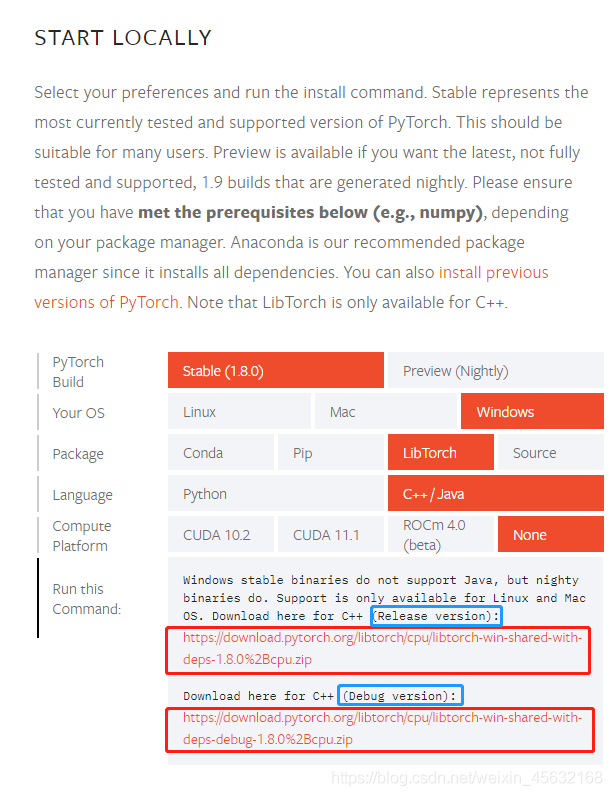 START LOCALLY
Select your preferences and run the install command. Stable represents the
most currently tested and supported version of PyTorch. This should be
suitable for many users. Preview is available if you want the latest, not fully
tested and supported, 1.9 builds that are generated nightly. Please ensure
that you have met the prerequisites below (e.g., numpy), depending
on your package manager. Anaconda is our recommended package
manager since it installs all dependencies. You can also install previous
versions of PyTorch. Note that LibTorch is only available for C++.
PyTorch
Build
Stable (1.8.0)
Preview (Nightly)
Your OS
Linux
Mac
Windows
Package
Conda
Pip
LibTorch
Source
Language
Python
C++ / Java
Compute
Platform
CUDA 10.2
CUDA 11.1
ROCm 4.0
(beta)
None
Run this
Command:
Windows stable binaries do not support Java, but nighty
binaries do. Support is only available for Linux and Mac
OS. Download here for C++ (Release version):
https://download.pytorch.org/libtorch/cpu/libtorch-win-shared-with-
deps-1.8.0%2Bcpu.zip
Download here for C++ (Debug version):
https://download.pytorch.org/libtorch/cpu/libtorch-win-shared-with-
deps-debug-1.8.0%2Bcpu.zip
https://blog.csdn.net/weixin_45632168